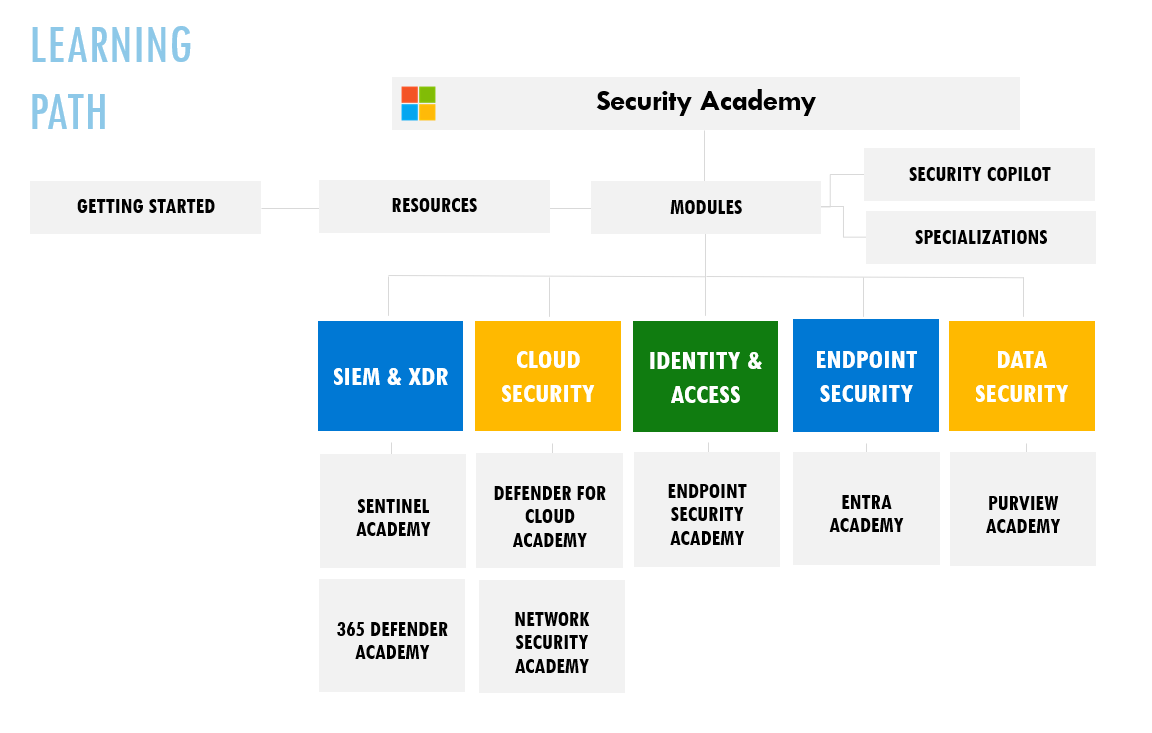 LEARNING
PATH
Security Academy
GETTING STARTED
RESOURCES
MODULES
SECURITY COPILOT
SPECIALIZATIONS
SIEM & XDR
CLOUD
SECURITY
IDENTITY &
ACCESS
ENDPOINT
SECURITY
DATA
SECURITY
SENTINEL
ACADEMY
DEFENDER FOR
CLOUD
ACADEMY
ENDPOINT
SECURITY
ACADEMY
ENTRA
ACADEMY
PURVIEW
ACADEMY
365 DEFENDER
ACADEMY
NETWORK
SECURITY
ACADEMY